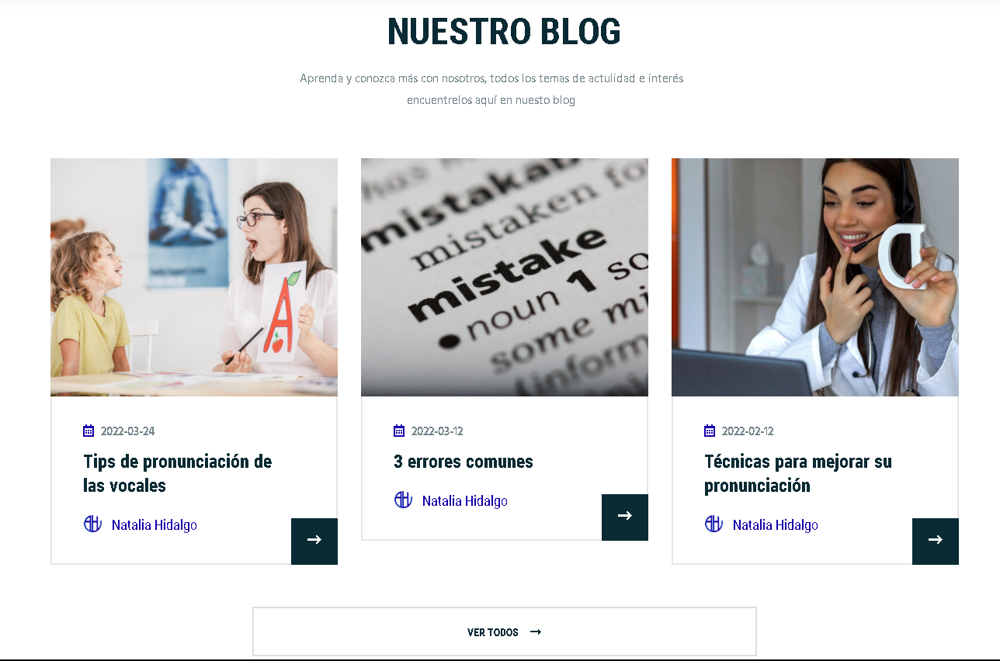 NUESTRO BLOG
Aprenda y conozca más con nosotros, todos los temas de actulidad e interés
encuentrelos aquí en nuesto blog
A
mistakab
mistaken fo
mistake
noun 1 so
some mi
(inform
D
2022-03-24
Tips de pronunciación de
las vocales
Natalia Hidalgo
2022-03-12
3 errores comunes
Natalia Hidalgo
2022-02-12
Técnicas para mejorar su
pronunciación
Natalia Hidalgo
VER TODOS